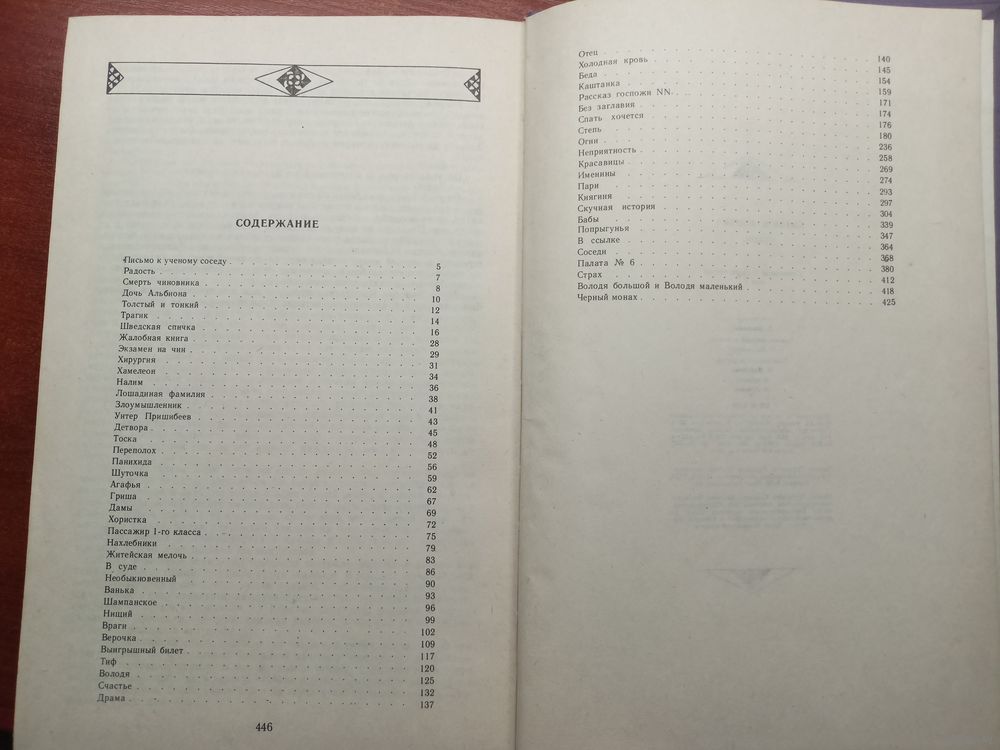 СОДЕРЖАНИЕ
Письмо к ученому соседу . . . 5
Радость . . . 7
Смерть чиновника . . . 8
Дочь Альбиона . . . 10
Толстый и тонкий . . . 12
Трагик . . . 14
Шведская спичка . . . 16
Жалобная книга . . . 28
Экзамен на чин . . . 29
Хирургия . . . 31
Хамелеон . . . 34
Налим . . . 36
Лошадиная фамилия . . . 38
Злоумышленник . . . 41
Унтер Пришибеев . . . 43
Детвора . . . 45
Тоска . . . 48
Переполох . . . 52
Панихида . . . 56
Шуточка . . . 59
Агафья . . . 62
Гриша . . . 67
Дамы . . . 69
Хористка . . . 72
Пассажир 1-го класса . . . 75
Нахлебники . . . 79
Житейская мелочь . . . 83
В суде . . . 86
Необыкновенный . . . 90
Ванька . . . 93
Шампанское . . . 96
Нищий . . . 99
Враги . . . 102
Верочка . . . 109
Выигрышный билет . . . 117
Тиф . . . 120
Володя . . . 125
Счастье . . . 132
Драма . . . 137
446
Отец . . . 140
Холодная кровь . . . 145
Беда . . . 154
Каштанка . . . 159
Рассказ госпожи NN . . . 171
Без заглавия . . . 174
Спать хочется . . . 176
Степь . . . 180
Огни . . . 236
Неприятность . . . 258
Красавицы . . . 269
Именины . . . 274
Пари . . . 293
Княгиня . . . 297
Скучная история . . . 304
Бабы . . . 339
Попрыгунья . . . 347
В ссылке . . . 364
Соседи . . . 368
Палата № 6 . . . 380
Страх . . . 412
Володя большой и Володя маленький . . . 418
Черный монах . . . 425